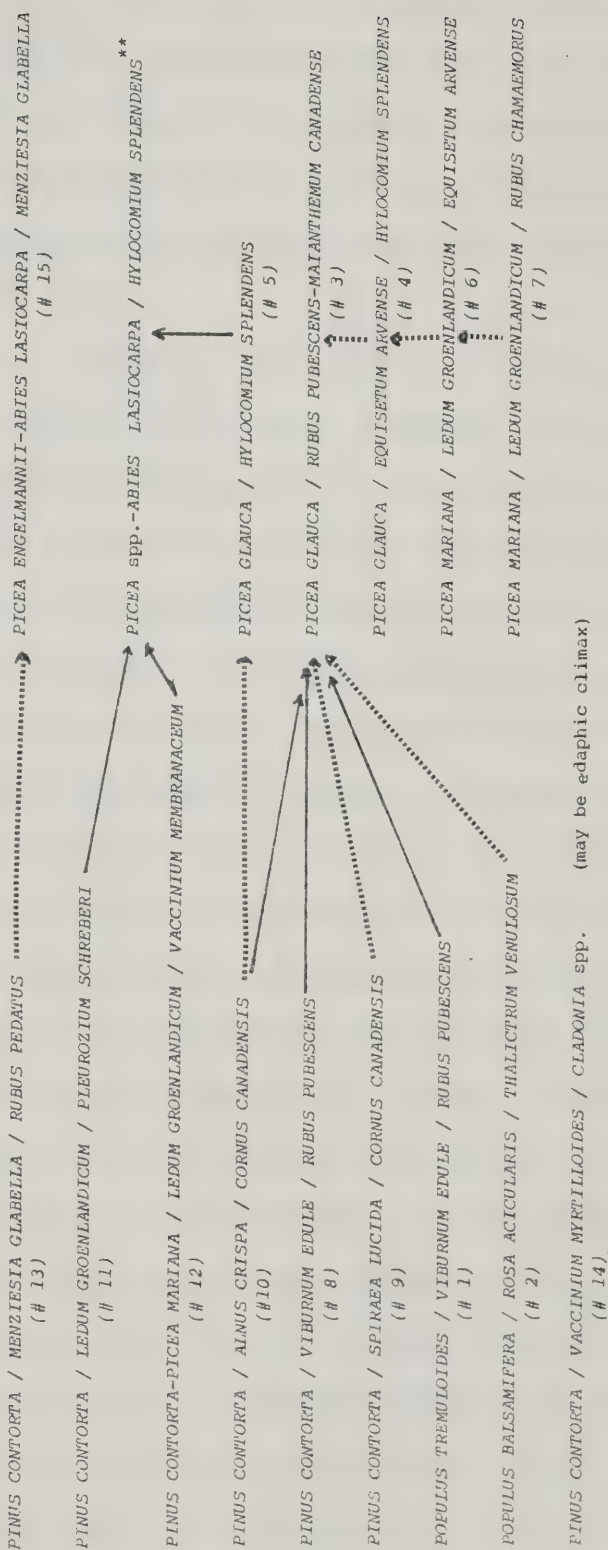 PINUS CONTORTA / MENZIESIA GLABELLA / RUBUS PEDATUS
(# 13)
PINUS CONTORTA / LEDUM GROENLANDICUM / PLEUROZIUM SCHREBERI
(# 11)
PINUS CONTORTA-PICEA MARIANA / LEDUM GROENLANDICUM / VACCINIUM MEMBRANACEUM
(# 12)
PINUS CONTORTA / ALNUS CRISPA / CORNUS CANADENSIS
(#10)
PINUS CONTORTA / VIBURNUM EDULE / RUBUS PUBESCENS
(# 8)
PINUS CONTORTA / SPIRAEA LUCIDA / CORNUS CANADENSIS
(# 9)
POPULUS TREMULOIDES / VIBURNUM EDULE / RUBUS PUBESCENS
(# 1)
POPULUS BALSAMIFERA / ROSA ACICULARIS / THALICTRUM VENULOSUM
(# 2)
PINUS CONTORTA / VACCINIUM MYRTILLOIDES / CLADONIA spp. (may be edaphic climax)
(# 14)
PICEA ENGELMANNII-ABIES LASIOCARPA / MENZIESIA GLABELLA
(# 15)
PICEA spp.-ABIES LASIOCARPA / HYLOCOMIUM SPLENDENS**
PICEA GLAUCA / HYLOCOMIUM SPLENDENS
(# 5)
PICEA GLAUCA / RUBUS PUBESCENS-MAIANTHEMUM CANADENSE
(# 3)
PICEA GLAUCA / EQUISETUM ARVENSE / HYLOCOMIUM SPLENDENS
(# 4)
PICEA MARIANA / LEDUM GROENLANDICUM / EQUISETUM ARVENSE
(# 6)
PICEA MARIANA / LEDUM GROENLANDICUM / RUBUS CHAMAEMORUS
(# 7)